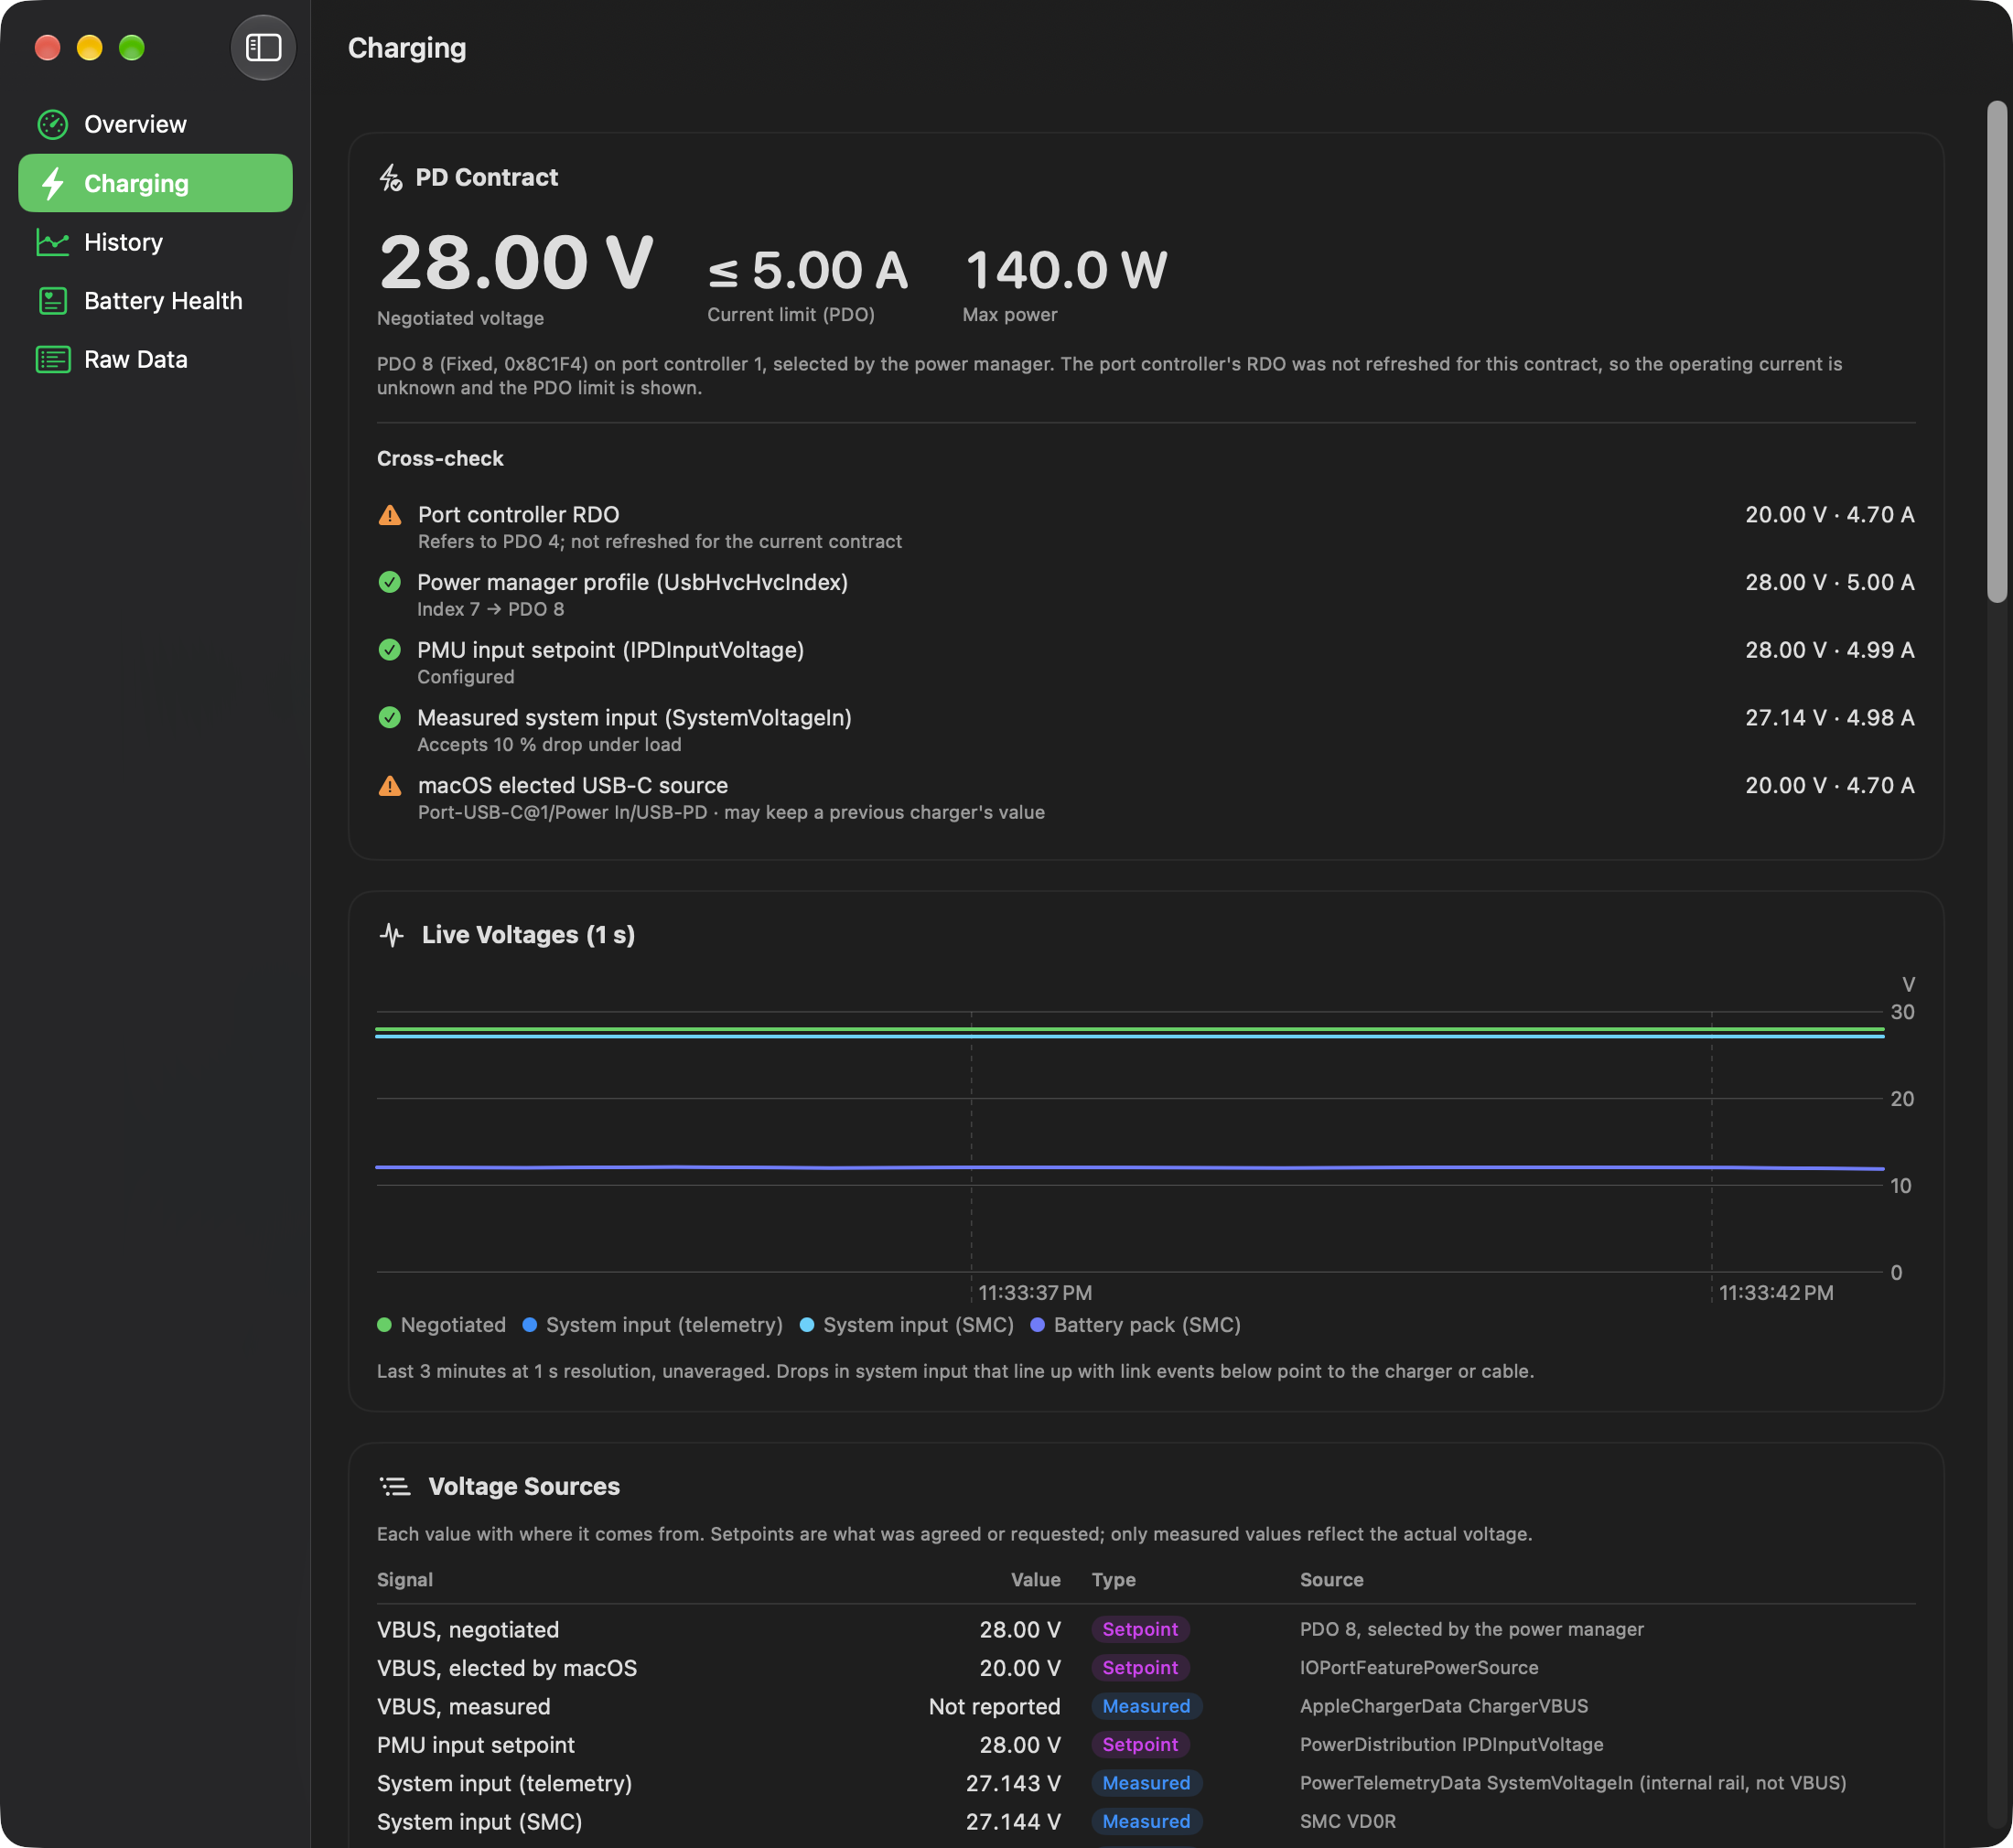 Charging
Overview
Charging
History
Battery Health
Raw Data
PD Contract
28.00 V
Negotiated voltage
≤ 5.00 A
Current limit (PDO)
140.0 W
Max power
PDO 8 (Fixed, 0x8C1F4) on port controller 1, selected by the power manager. The port controller's RDO was not refreshed for this contract, so the operating current is
unknown and the PDO limit is shown.
Cross-check
Port controller RDO 20.00 V · 4.70 A
Refers to PDO 4; not refreshed for the current contract
Power manager profile (UsbHvcHvcIndex) 28.00 V · 5.00 A
Index 7 → PDO 8
PMU input setpoint (IPDInputVoltage) 28.00 V · 4.99 A
Configured
Measured system input (SystemVoltageIn) 27.14 V · 4.98 A
Accepts 10 % drop under load
macOS elected USB-C source 20.00 V · 4.70 A
Port-USB-C@1/Power In/USB-PD · may keep a previous charger's value
Live Voltages (1 s)
V
30
20
10
0
11:33:37 PM 11:33:42 PM
Negotiated System input (telemetry) System input (SMC) Battery pack (SMC)
Last 3 minutes at 1 s resolution, unaveraged. Drops in system input that line up with link events below point to the charger or cable.
Voltage Sources
Each value with where it comes from. Setpoints are what was agreed or requested; only measured values reflect the actual voltage.
Signal Value Type Source
VBUS, negotiated 28.00 V Setpoint PDO 8, selected by the power manager
VBUS, elected by macOS 20.00 V Setpoint IOPortFeaturePowerSource
VBUS, measured Not reported Measured AppleChargerData ChargerVBUS
PMU input setpoint 28.00 V Setpoint PowerDistribution IPDInputVoltage
System input (telemetry) 27.143 V Measured PowerTelemetryData SystemVoltageIn (internal rail, not VBUS)
System input (SMC) 27.144 V Measured SMC VD0R